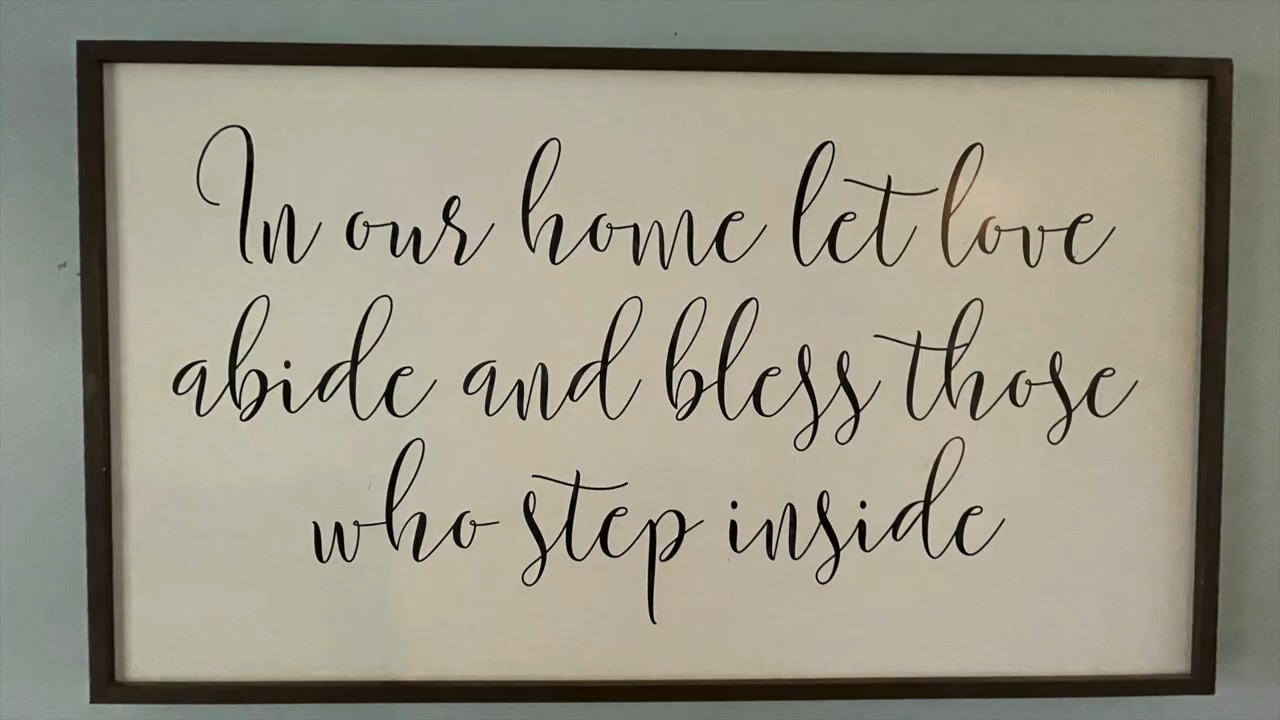 In our home let love
abide and bless those
who step inside